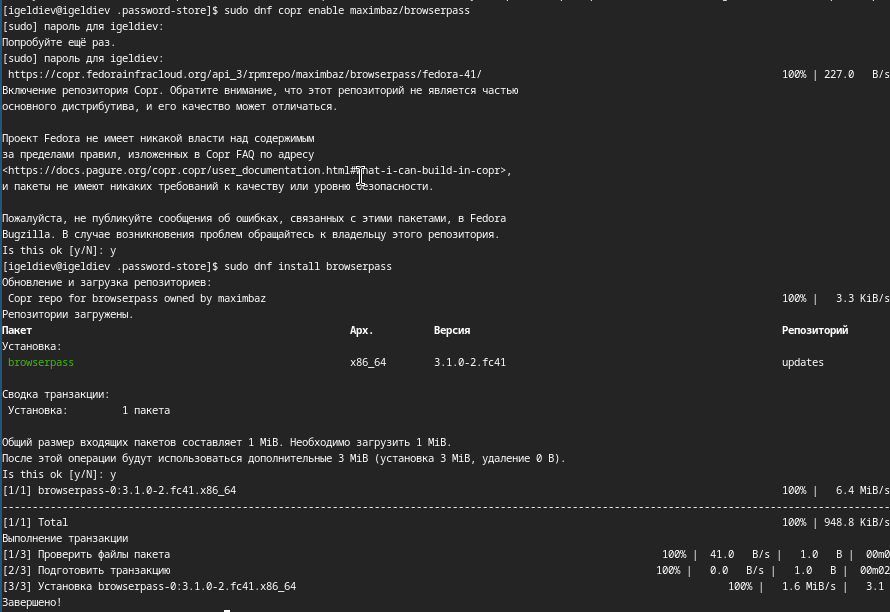 [igeldiev@igeldiev .password-store]$ sudo dnf copr enable maximbaz/browserpass
[sudo] пароль для igeldiev:
Попробуйте ещё раз.
[sudo] пароль для igeldiev:
https://copr.fedorainfracloud.org/api_3/rpmrepo/maximbaz/browserpass/fedora-41/ 100% | 227.0 B/s
Включение репозитория Copr. Обратите внимание, что этот репозиторий не является частью
основного дистрибутива, и его качество может отличаться.
Проект Fedora не имеет никакой власти над содержимым
за пределами правил, изложенных в Copr FAQ по адресу
<https://docs.pagure.org/copr.copr/user_documentation.html#what-i-can-build-in-copr>,
и пакеты не имеют никаких требований к качеству или уровню безопасности.
Пожалуйста, не публикуйте сообщения об ошибках, связанных с этими пакетами, в Fedora
Bugzilla. В случае возникновения проблем обращайтесь к владельцу этого репозитория.
Is this ok [y/N]: y
[igeldiev@igeldiev .password-store]$ sudo dnf install browserpass
Обновление и загрузка репозиториев:
Copr repo for browserpass owned by maximbaz 100% | 3.3 KiB/s
Репозитории загружены.
Пакет Арх. Версия Репозиторий
Установка:
browserpass x86_64 3.1.0-2.fc41 updates
Сводка транзакции:
Установка: 1 пакета
Общий размер входящих пакетов составляет 1 MiB. Необходимо загрузить 1 MiB.
После этой операции будут использоваться дополнительные 3 MiB (установка 3 MiB, удаление 0 B).
Is this ok [y/N]: y
[1/1] browserpass-0:3.1.0-2.fc41.x86_64 100% | 6.4 MiB/s
[1/1] Total 100% | 948.8 KiB/s
Выполнение транзакции
[1/3] Проверить файлы пакета 100% | 41.0 B/s | 1.0 B | 00m0
[2/3] Подготовить транзакцию 100% | 0.0 B/s | 1.0 B | 00m02
[3/3] Установка browserpass-0:3.1.0-2.fc41.x86_64 100% | 1.6 MiB/s | 3.1
Завершено!